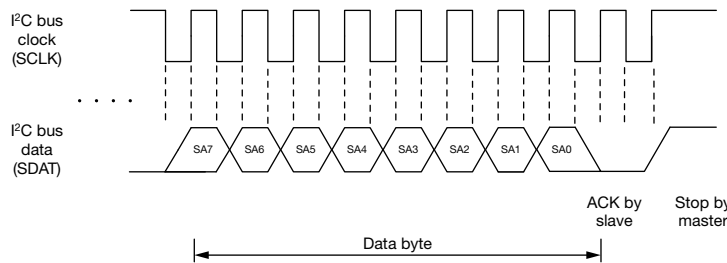 I²C bus
clock
(SCLK)
. . . .
I²C bus
data
(SDAT)
SA7 SA6 SA5 SA4 SA3 SA2 SA1 SA0
ACK by
slave
Stop by
master
Data byte